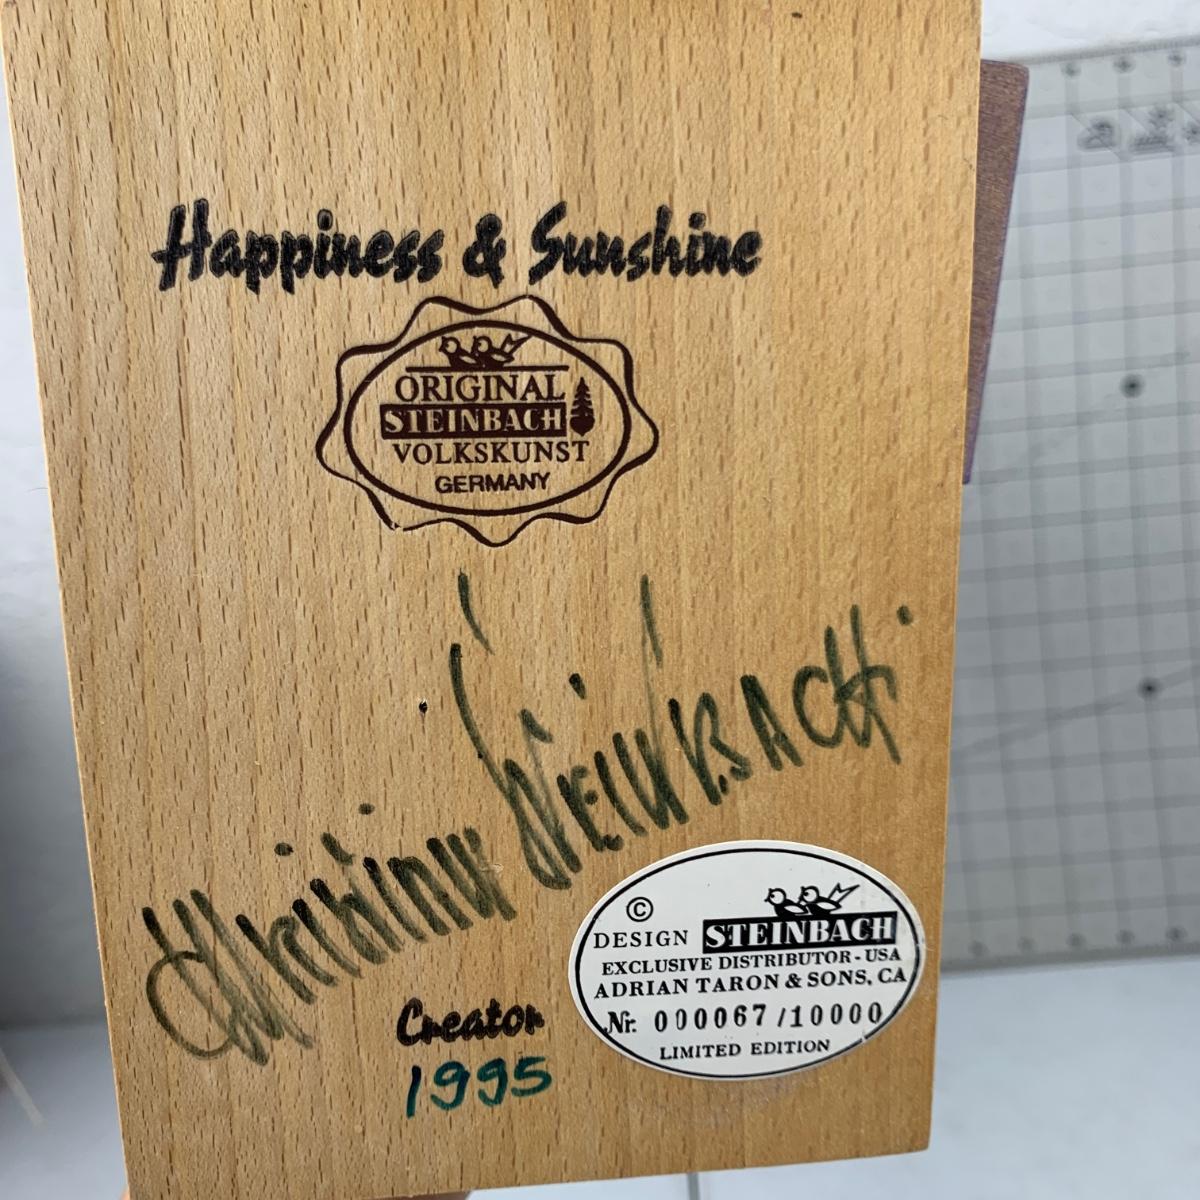 Happiness & Sunshine
ORIGINAL
STEINBACH
VOLKSKUNST
GERMANY
Christian STEINBACH
Creator
1995
©
DESIGN STEINBACH
EXCLUSIVE DISTRIBUTOR - USA
ADRIAN TARON & SONS, CA
Nr. 000067 /10000
LIMITED EDITION